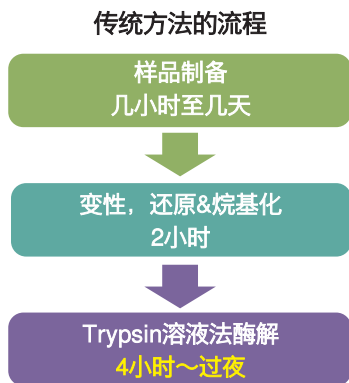 传统方法的流程
样品制备
几小时至几天
变性，还原&烷基化
2小时
Trypsin溶液法酶解
4小时～过夜